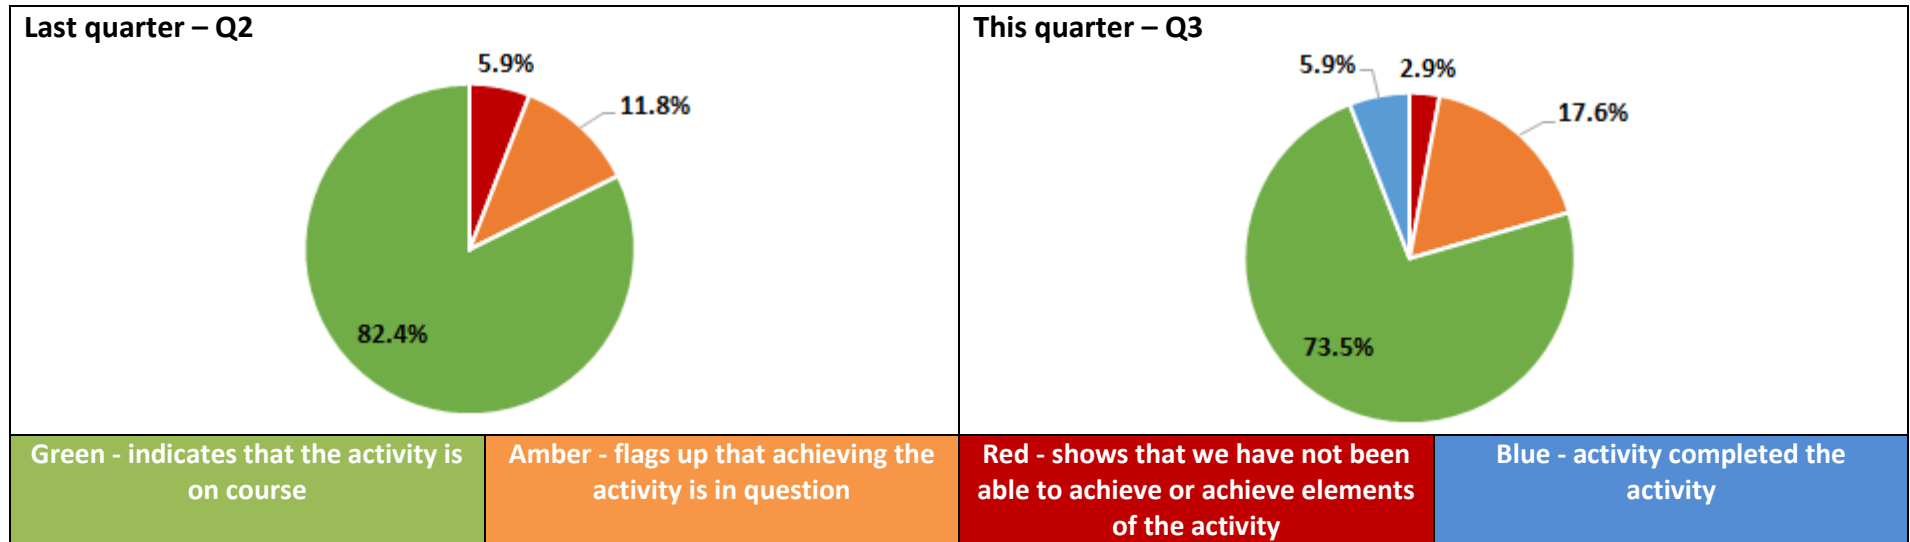 Last quarter – Q2
5.9%
11.8%
82.4%
This quarter – Q3
5.9%
2.9%
17.6%
73.5%
Green - indicates that the activity is
on course
Amber - flags up that achieving the
activity is in question
Red - shows that we have not been
able to achieve or achieve elements
of the activity
Blue - activity completed the
activity